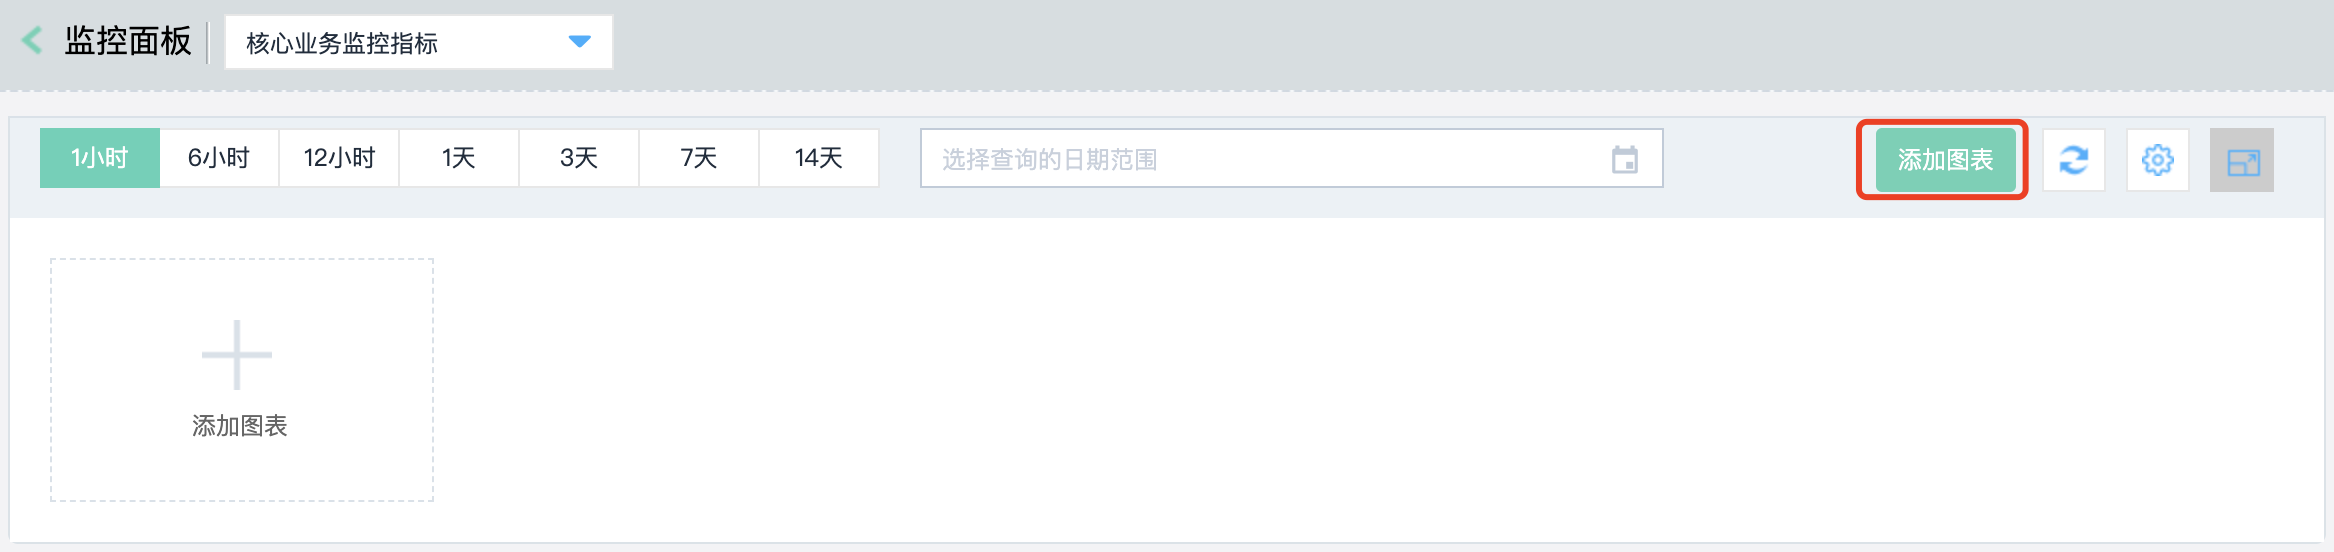 监控面板 核心业务监控指标
1小时 6小时 12小时 1天 3天 7天 14天 选择查询的日期范围 添加图表
添加图表